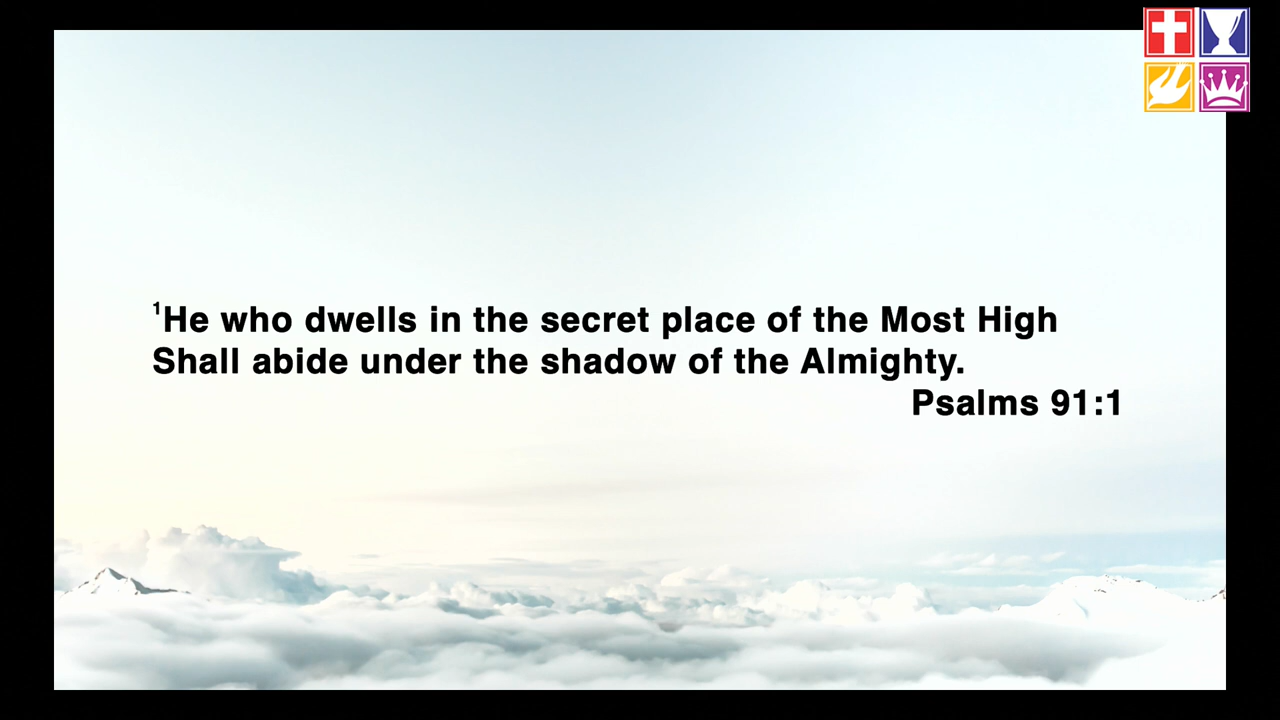 ¹He who dwells in the secret place of the Most High
Shall abide under the shadow of the Almighty.
Psalms 91:1